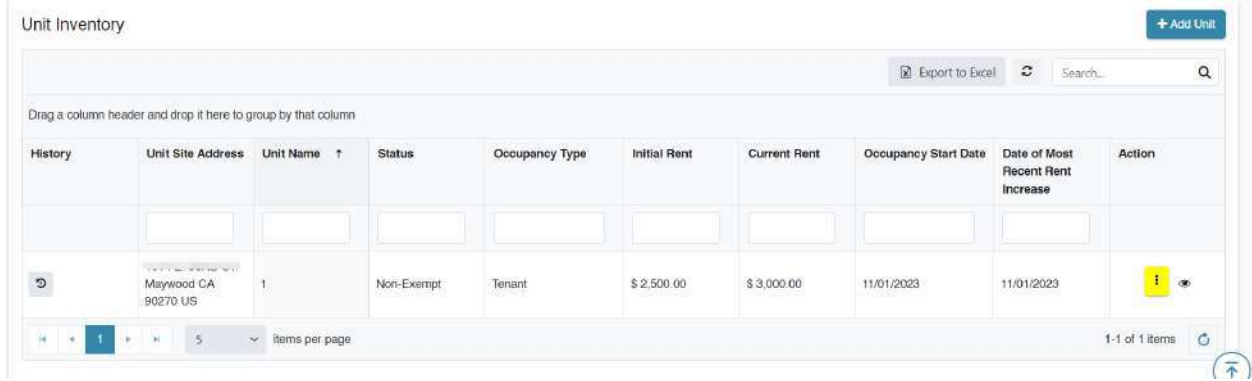 Unit Inventory
+ Add Unit
Export to Excel
Search...
Drag a column header and drop it here to group by that column
History Unit Site Address Unit Name ↑ Status Occupancy Type Initial Rent Current Rent Occupancy Start Date Date of Most Recent Rent Increase Action
Maywood CA
90270 US
1 Non-Exempt Tenant $ 2,500.00 $ 3,000.00 11/01/2023 11/01/2023
1 5 items per page 1-1 of 1 items